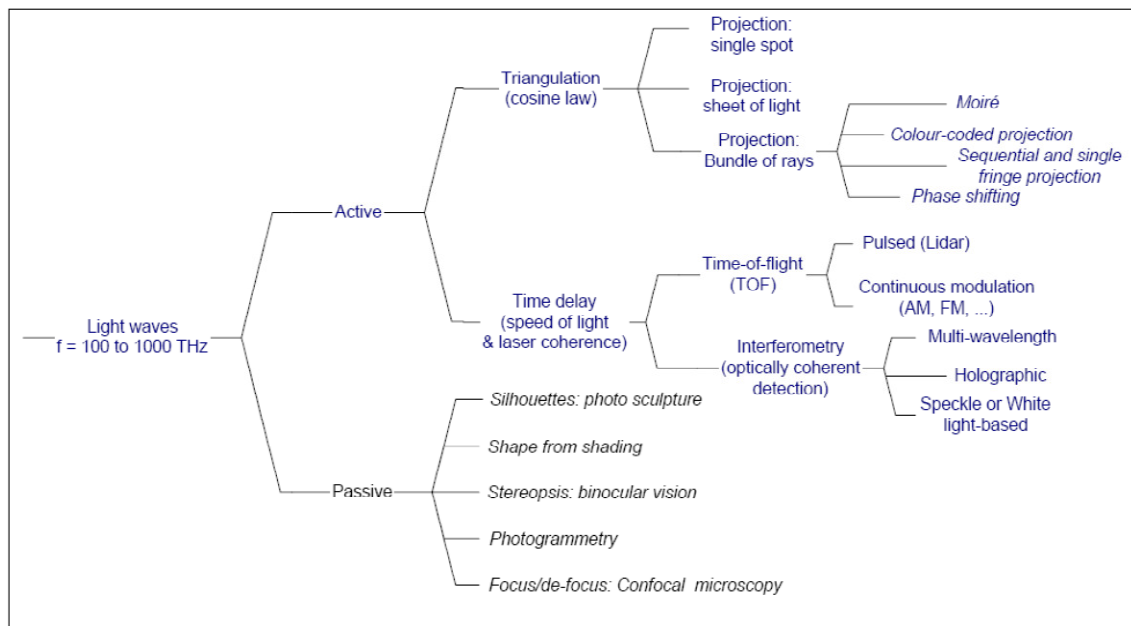 Light waves
f = 100 to 1000 THz
Active
Triangulation
(cosine law)
Projection:
single spot
Projection:
sheet of light
Projection:
Bundle of rays
Moiré
Colour-coded projection
Sequential and single
fringe projection
Phase shifting
Time delay
(speed of light
& laser coherence)
Time-of-flight
(TOF)
Pulsed (Lidar)
Continuous modulation
(AM, FM, ...)
Interferometry
(optically coherent
detection)
Multi-wavelength
Holographic
Speckle or White
light-based
Passive
Silhouettes: photo sculpture
Shape from shading
Stereopsis: binocular vision
Photogrammetry
Focus/de-focus: Confocal microscopy